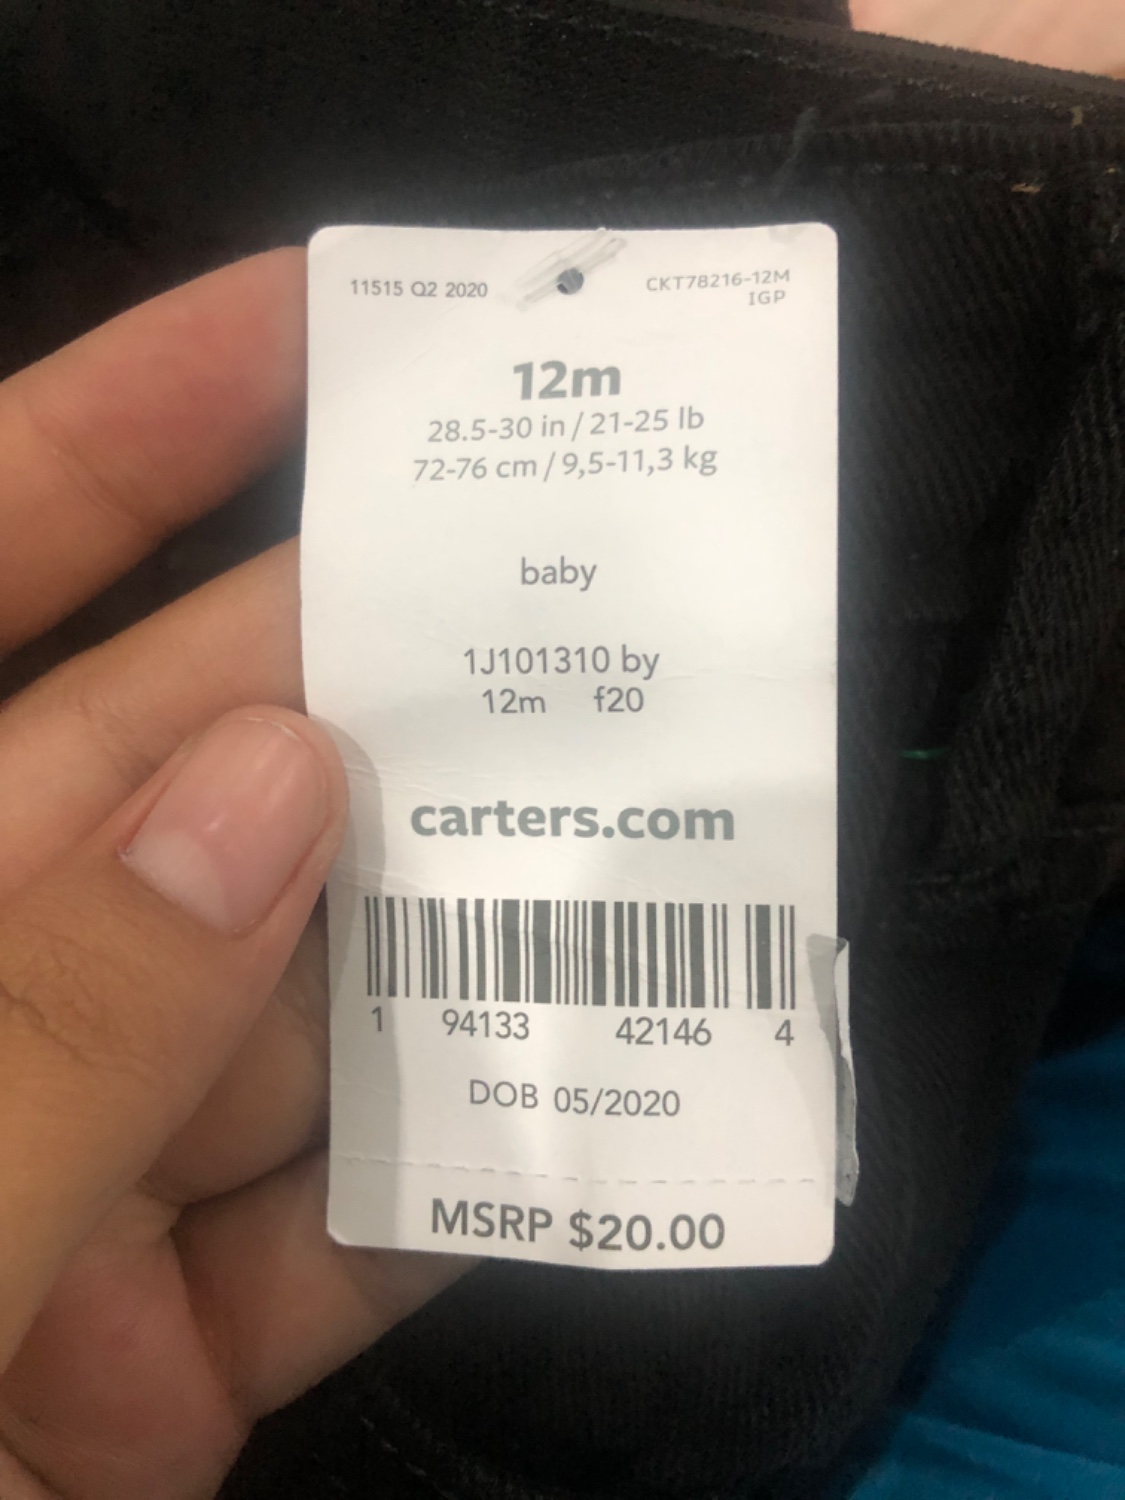 11515 Q2 2020
CKT78216-12M
IGP
12m
28.5-30 in / 21-25 lb
72-76 cm / 9,5-11,3 kg
baby
1J101310 by
12m f20
carters.com
1 94133 42146 4
DOB 05/2020
MSRP $20.00